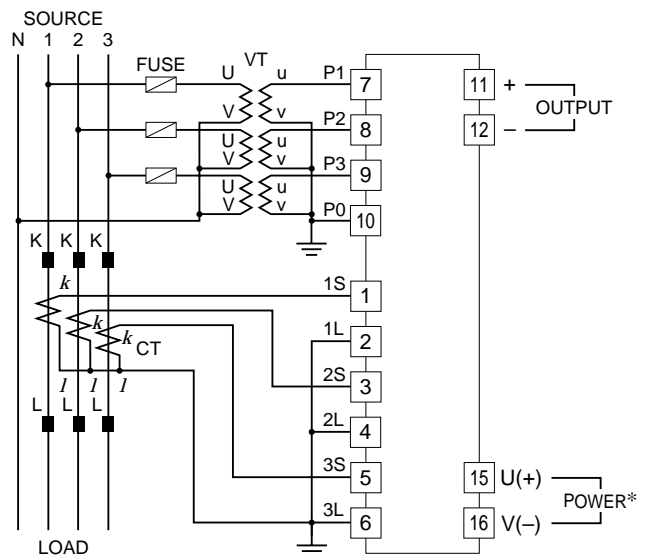 SOURCE
N 1 2 3
FUSE
VT
U u P1 7
V v
U u P2 8
V v
U u P3 9
V v
P0 10
11 +
OUTPUT
12 –
K K K
k
k
k CT
l l l
L L L
1S 1
1L 2
2S 3
2L 4
3S 5
3L 6
15 U(+)
POWER*
16 V(–)
LOAD